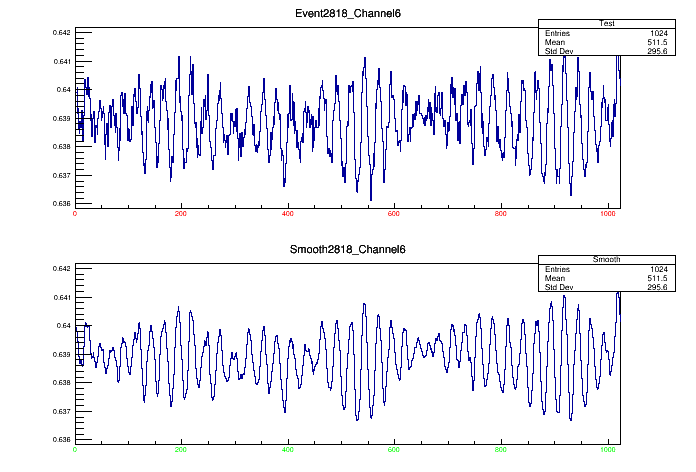 Event2818_Channel6
Test
Entries 1024
Mean 511.5
Std Dev 295.6
0.642
0.641
0.64
0.639
0.638
0.637
0.636
0 200 400 600 800 1000
Smooth2818_Channel6
Smooth
Entries 1024
Mean 511.5
Std Dev 295.6
0.642
0.641
0.64
0.639
0.638
0.637
0.636
0 200 400 600 800 1000